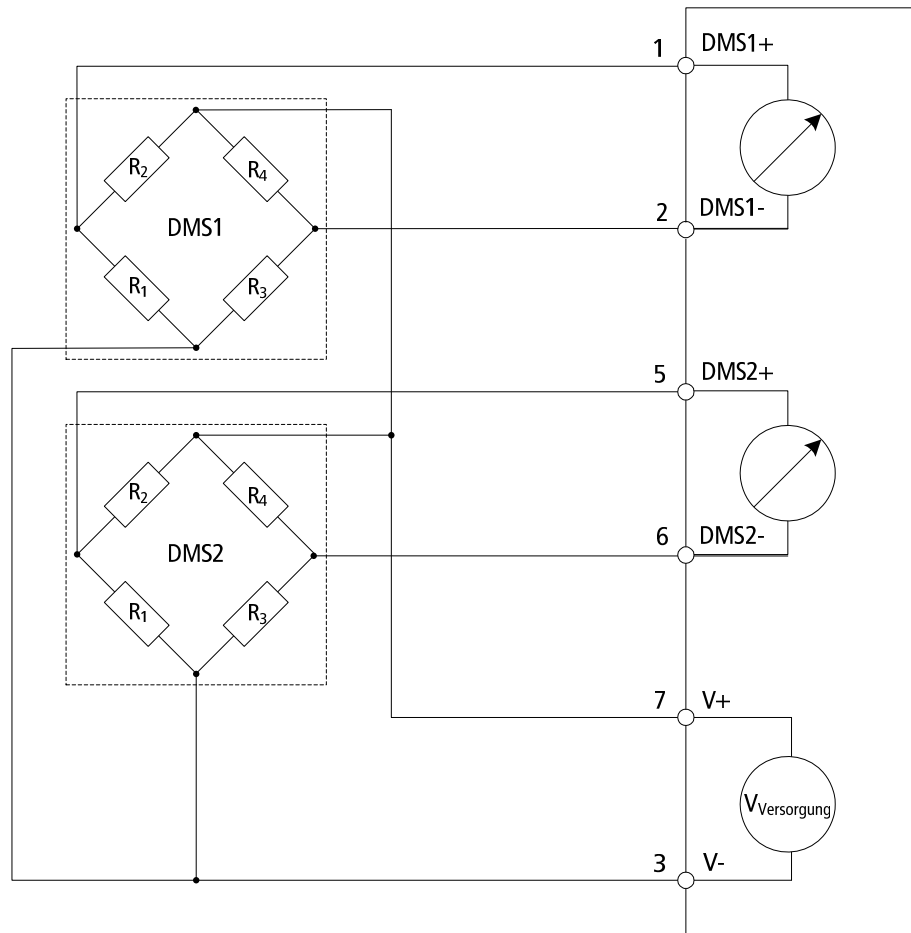 1 DMS1+
R2 R4
DMS1
2 DMS1-
R1 R3
5 DMS2+
R2 R4
DMS2
6 DMS2-
R1 R3
7 V+
VVersorgung
3 V-